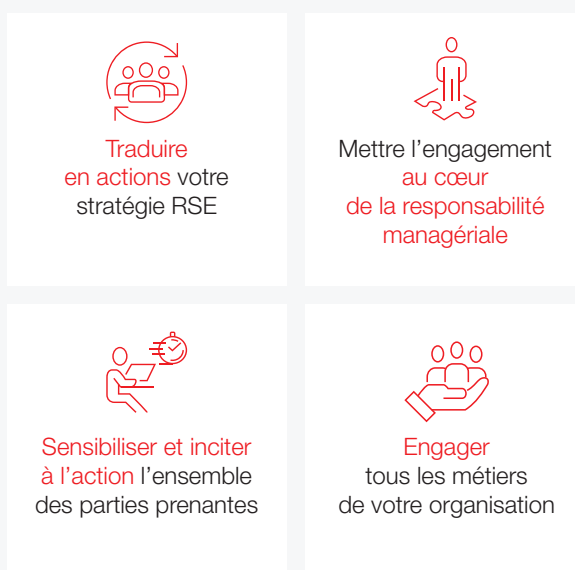 Traduire
en actions votre
stratégie RSE
Mettre l’engagement
au cœur
de la responsabilité
managériale
Sensibiliser et inciter
à l’action l’ensemble
des parties prenantes
Engager
tous les métiers
de votre organisation